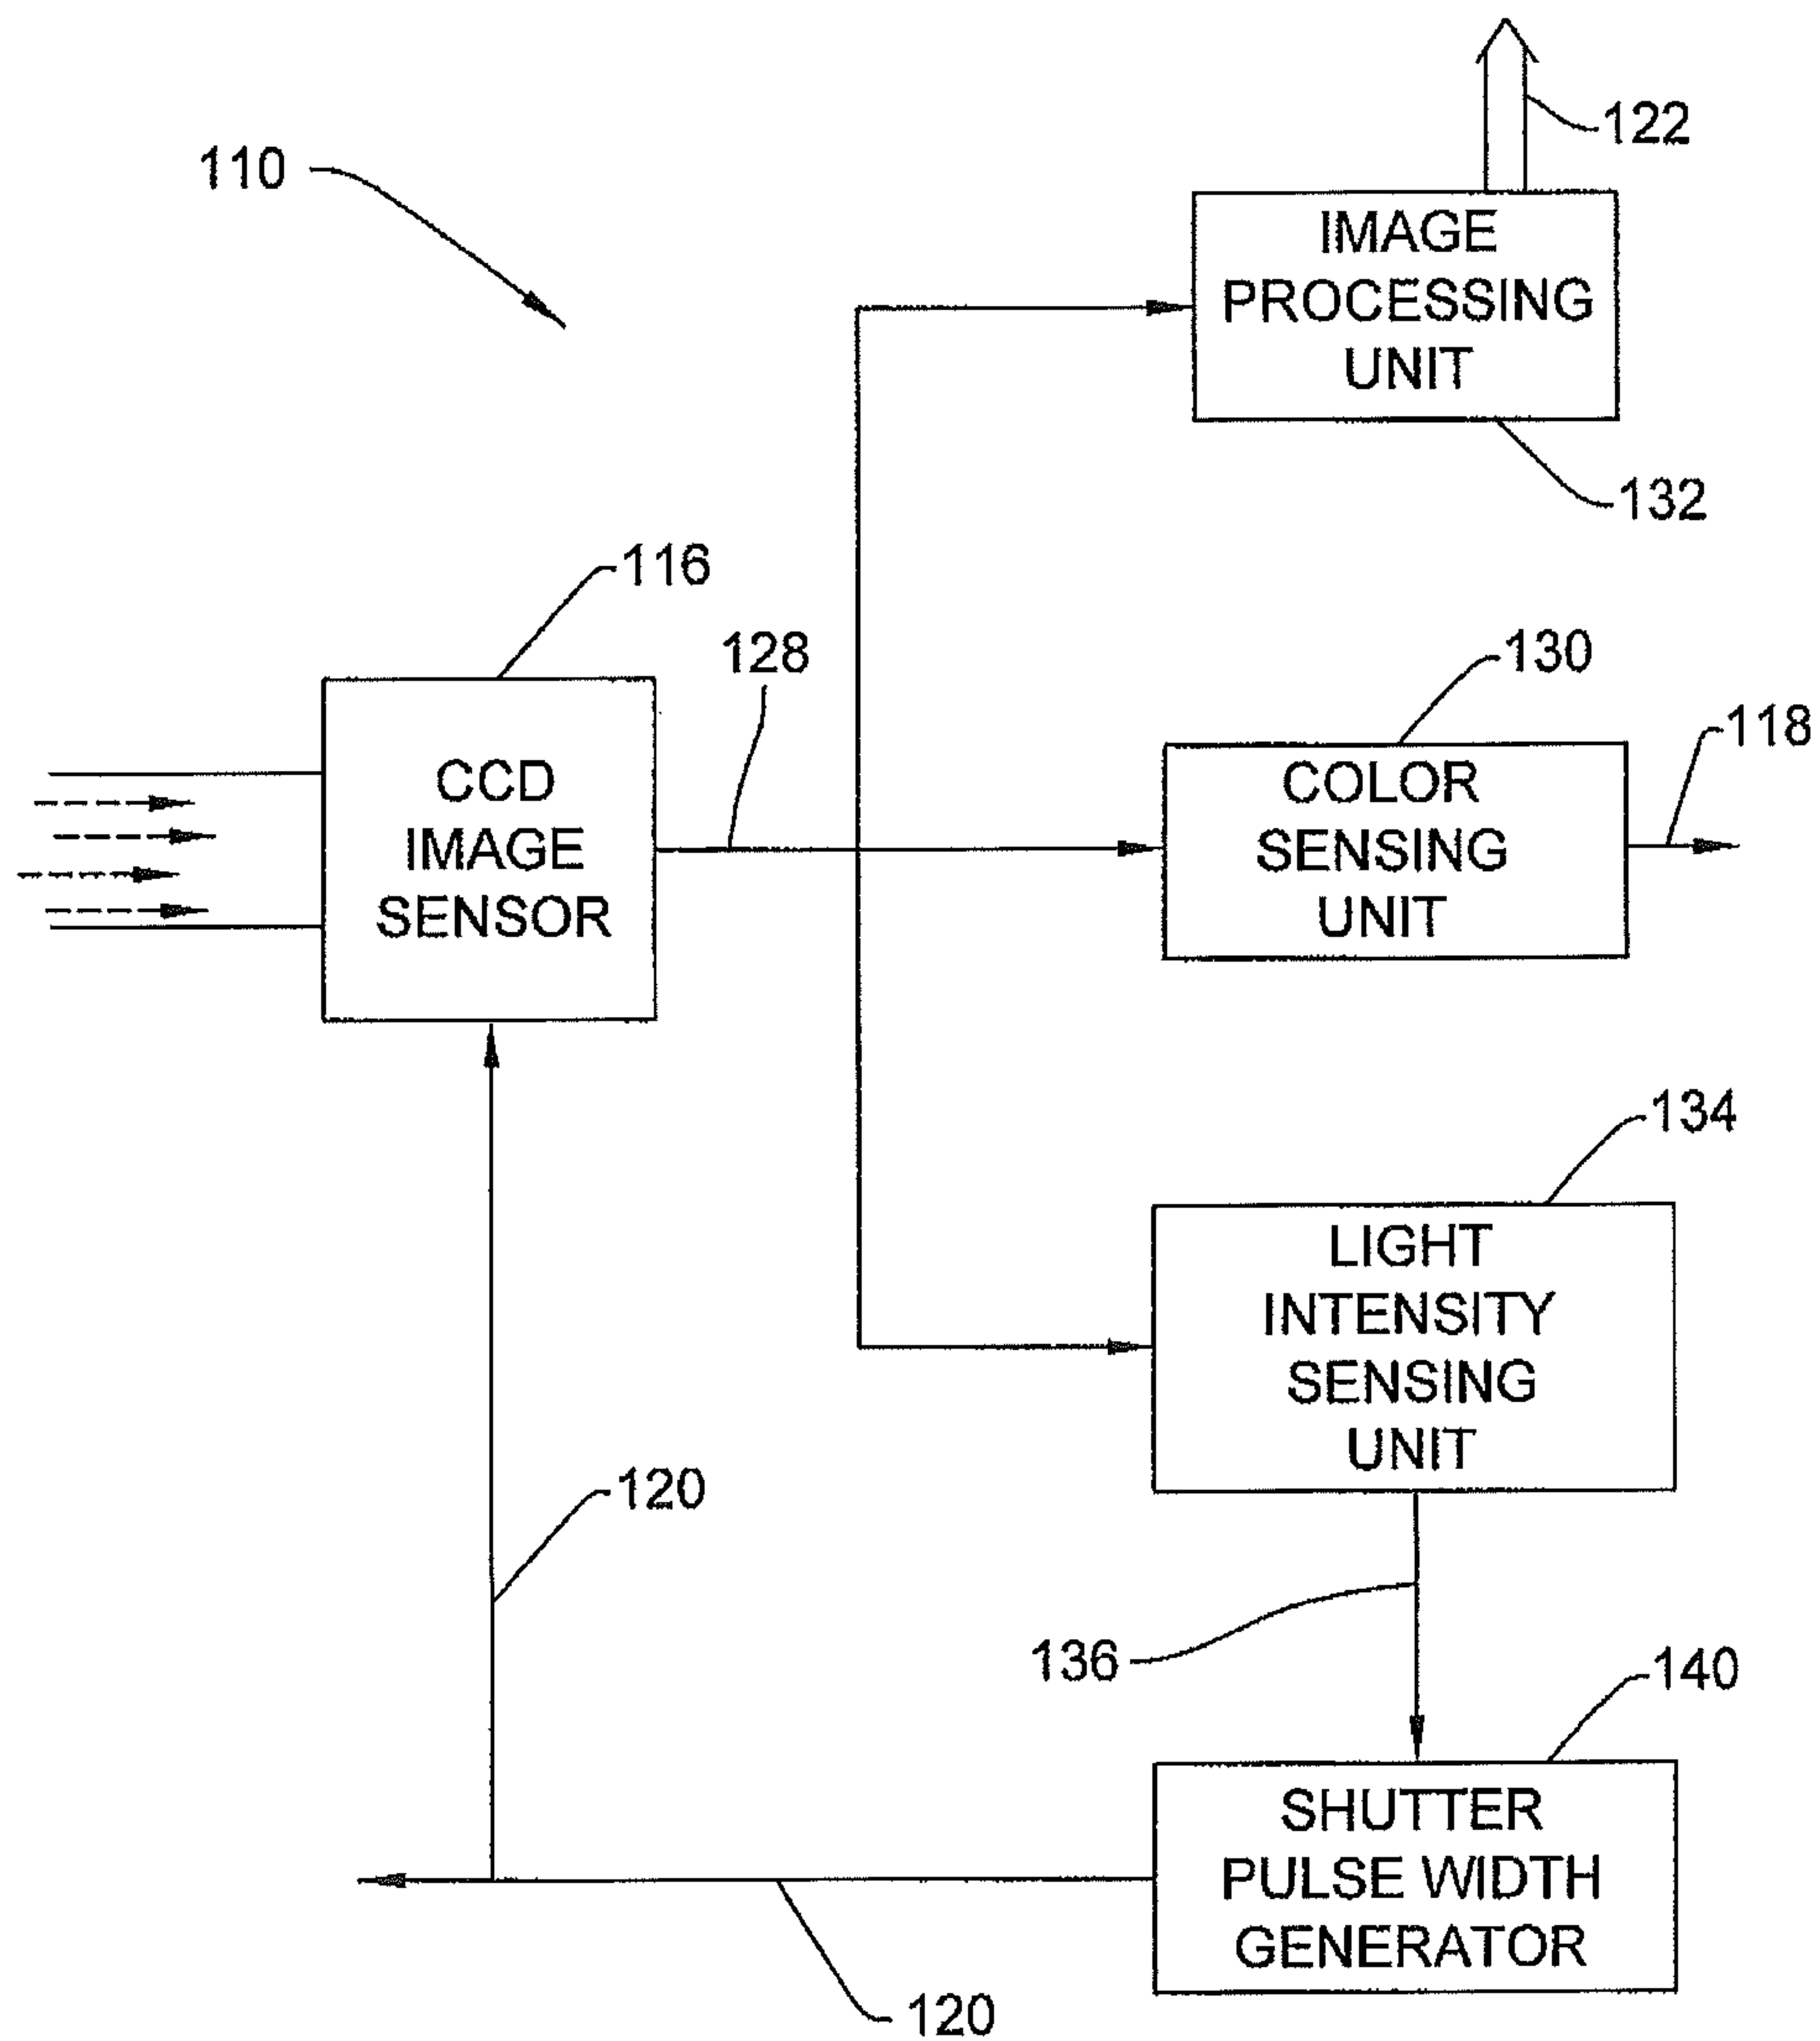 122
110
IMAGE
PROCESSING
UNIT
132
116
128
130
118
CCD
IMAGE
SENSOR
COLOR
SENSING
UNIT
134
LIGHT
INTENSITY
SENSING
UNIT
120
136
140
SHUTTER
PULSE WIDTH
GENERATOR
120